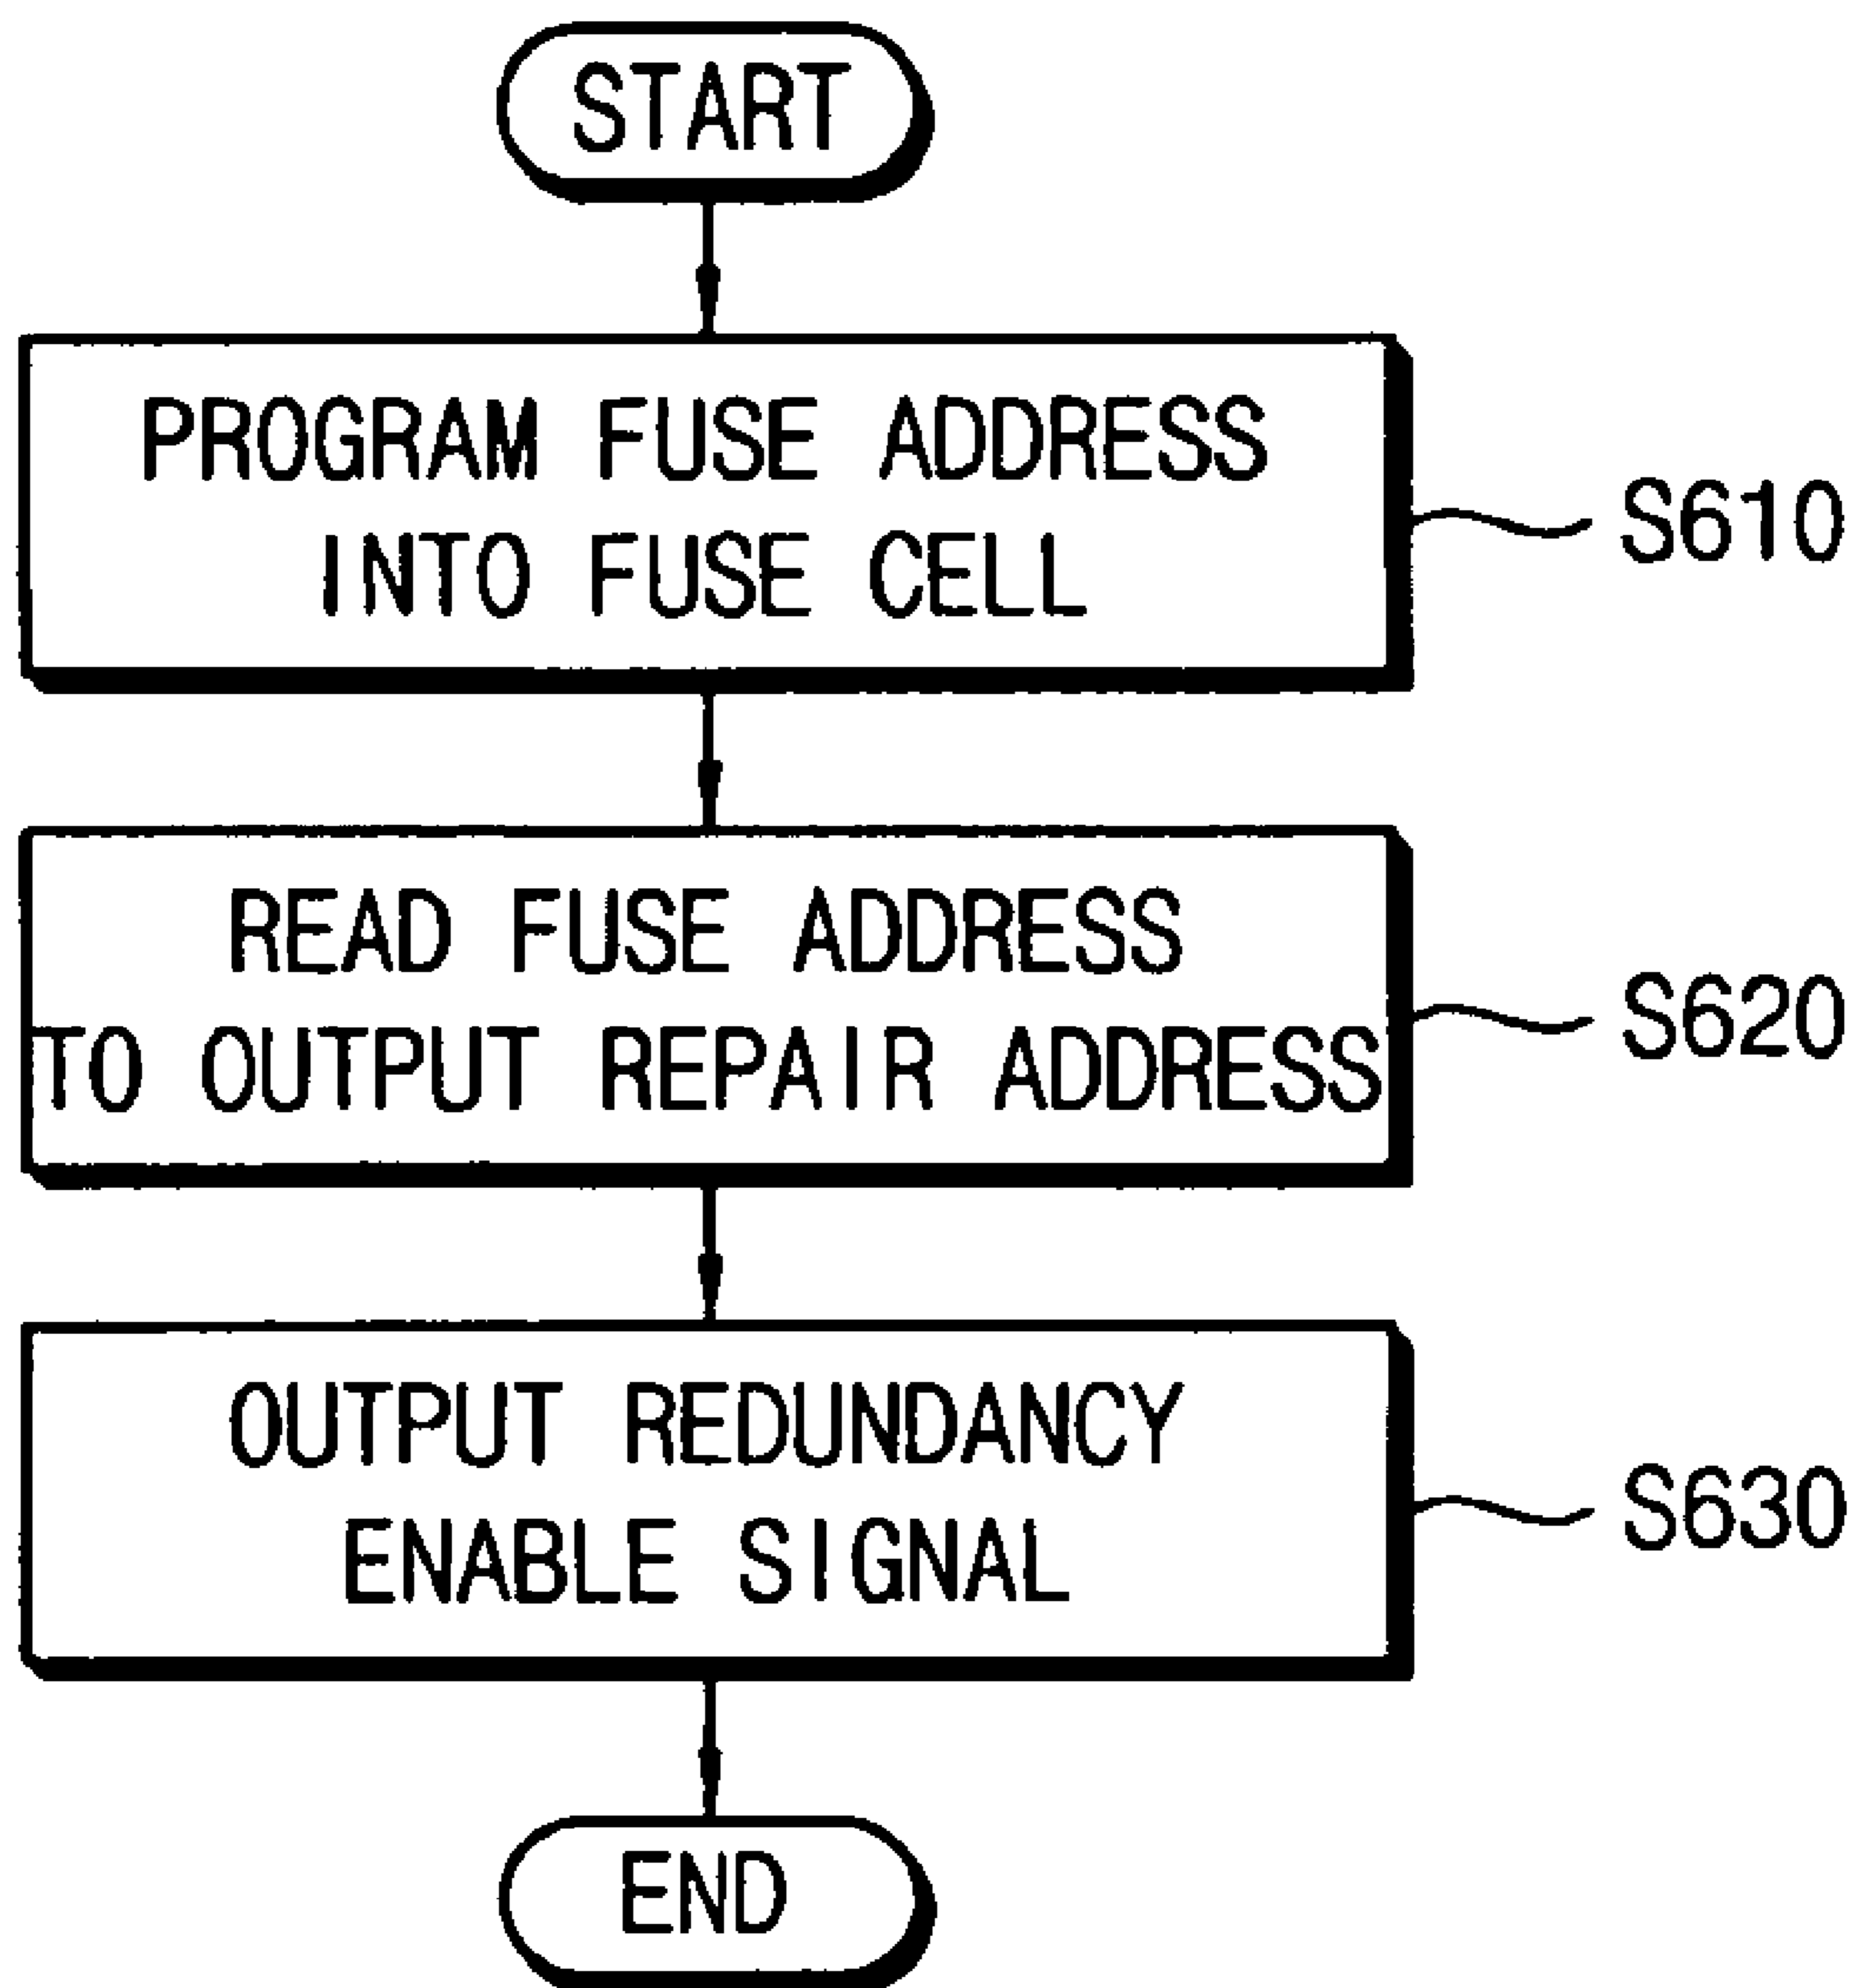 START
PROGRAM FUSE ADDRESS
INTO FUSE CELL
S610
READ FUSE ADDRESS
TO OUTPUT REPAIR ADDRESS
S620
OUTPUT REDUNDANCY
ENABLE SIGNAL
S630
END